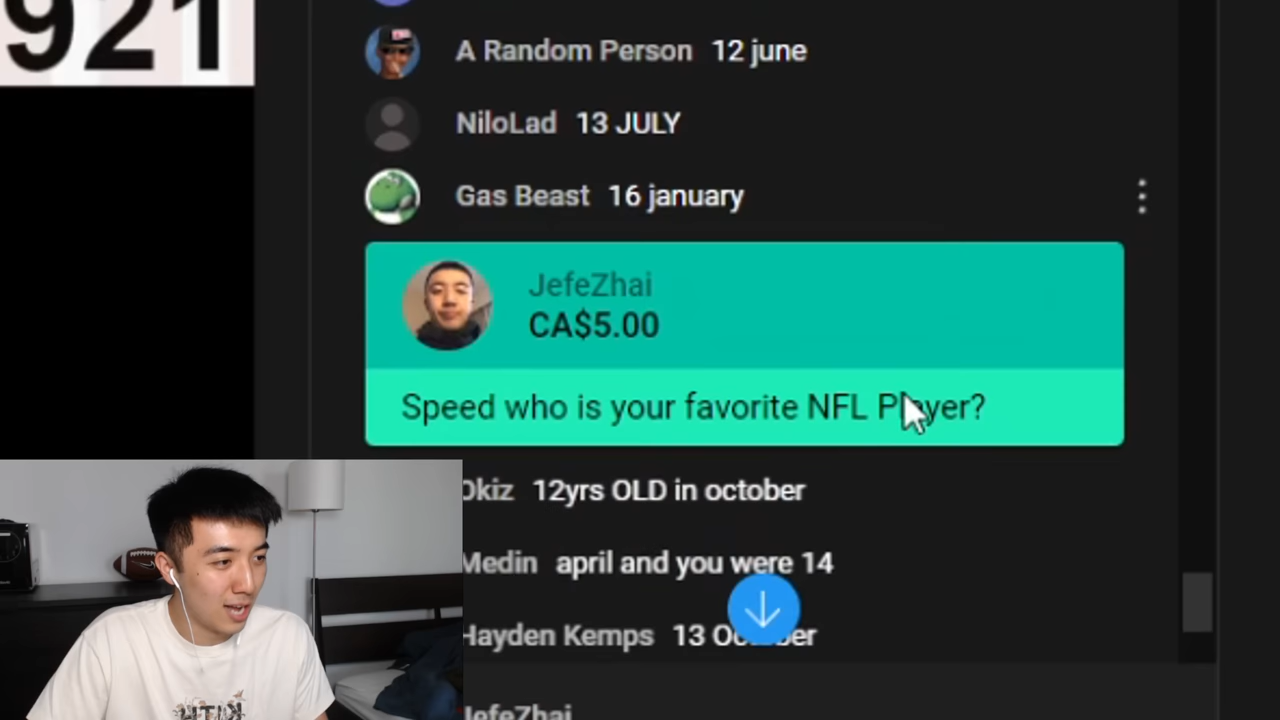 921
A Random Person 12 june
NiloLad 13 JULY
Gas Beast 16 january
JefeZhai
CA$5.00
Speed who is your favorite NFL Player?
Okiz 12yrs OLD in october
Medin april and you were 14
Hayden Kemps 13 October
JefeZhai
KITH